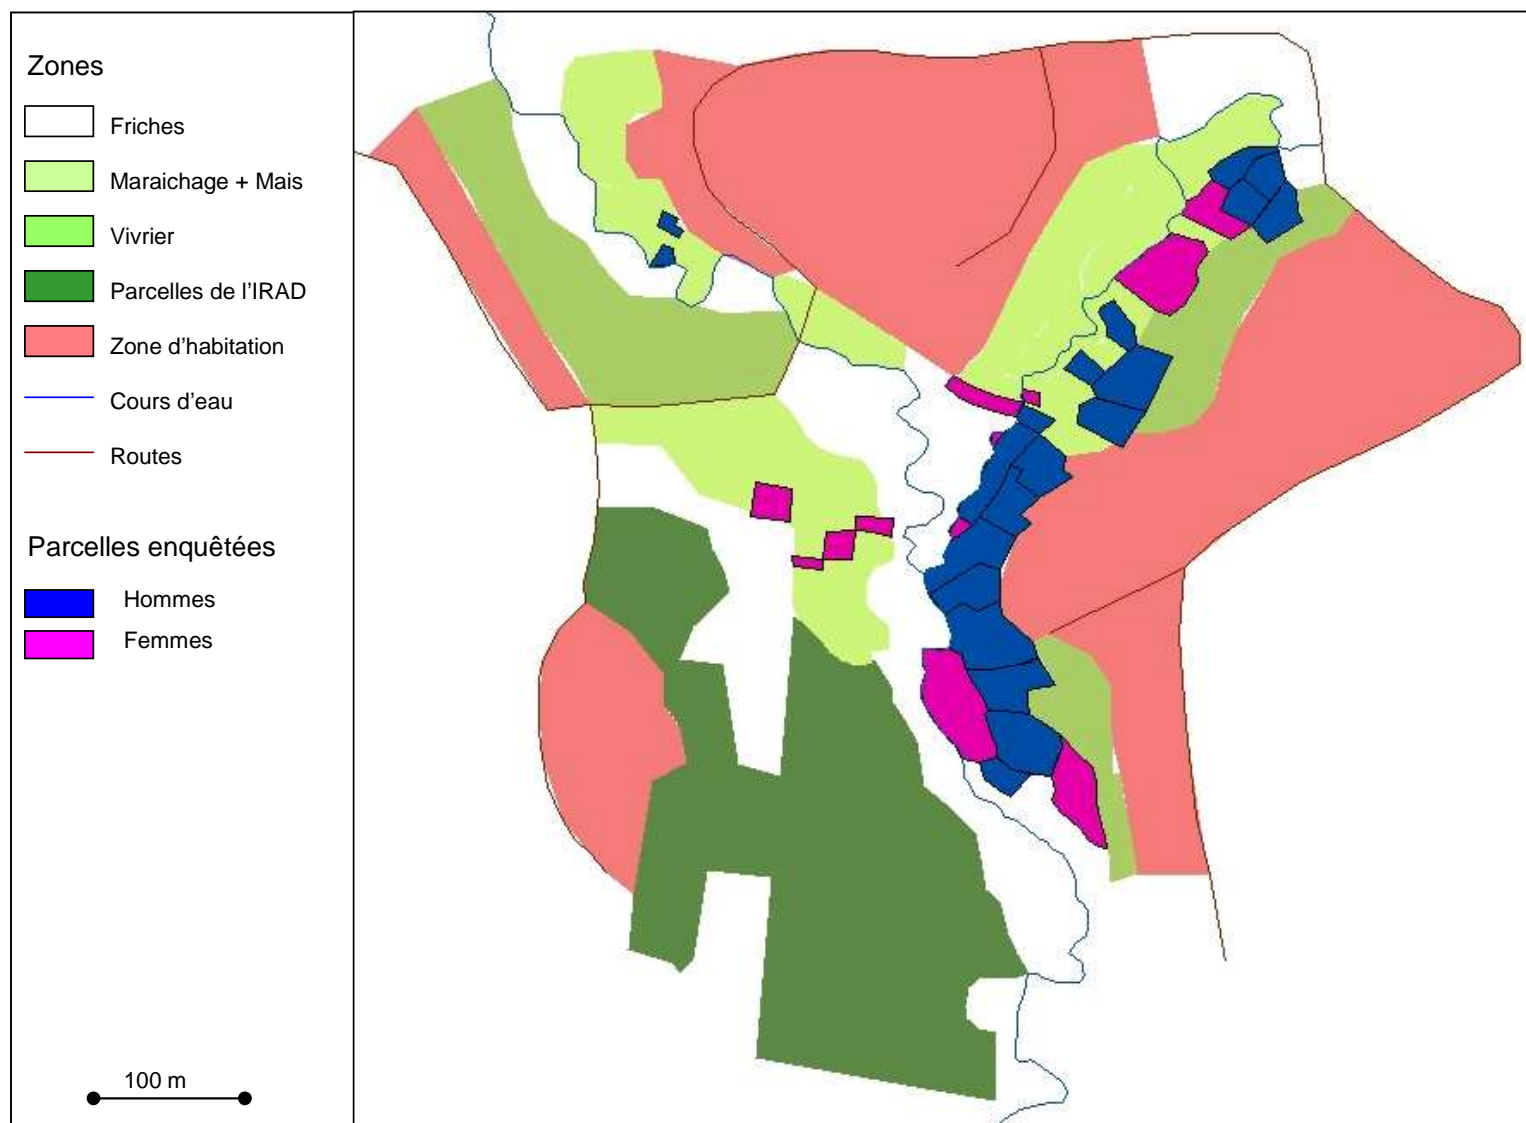 Zones
Friches
Maraichage + Mais
Vivrier
Parcelles de l'IRAD
Zone d'habitation
Cours d'eau
Routes
Parcelles enquêtées
Hommes
Femmes
100 m